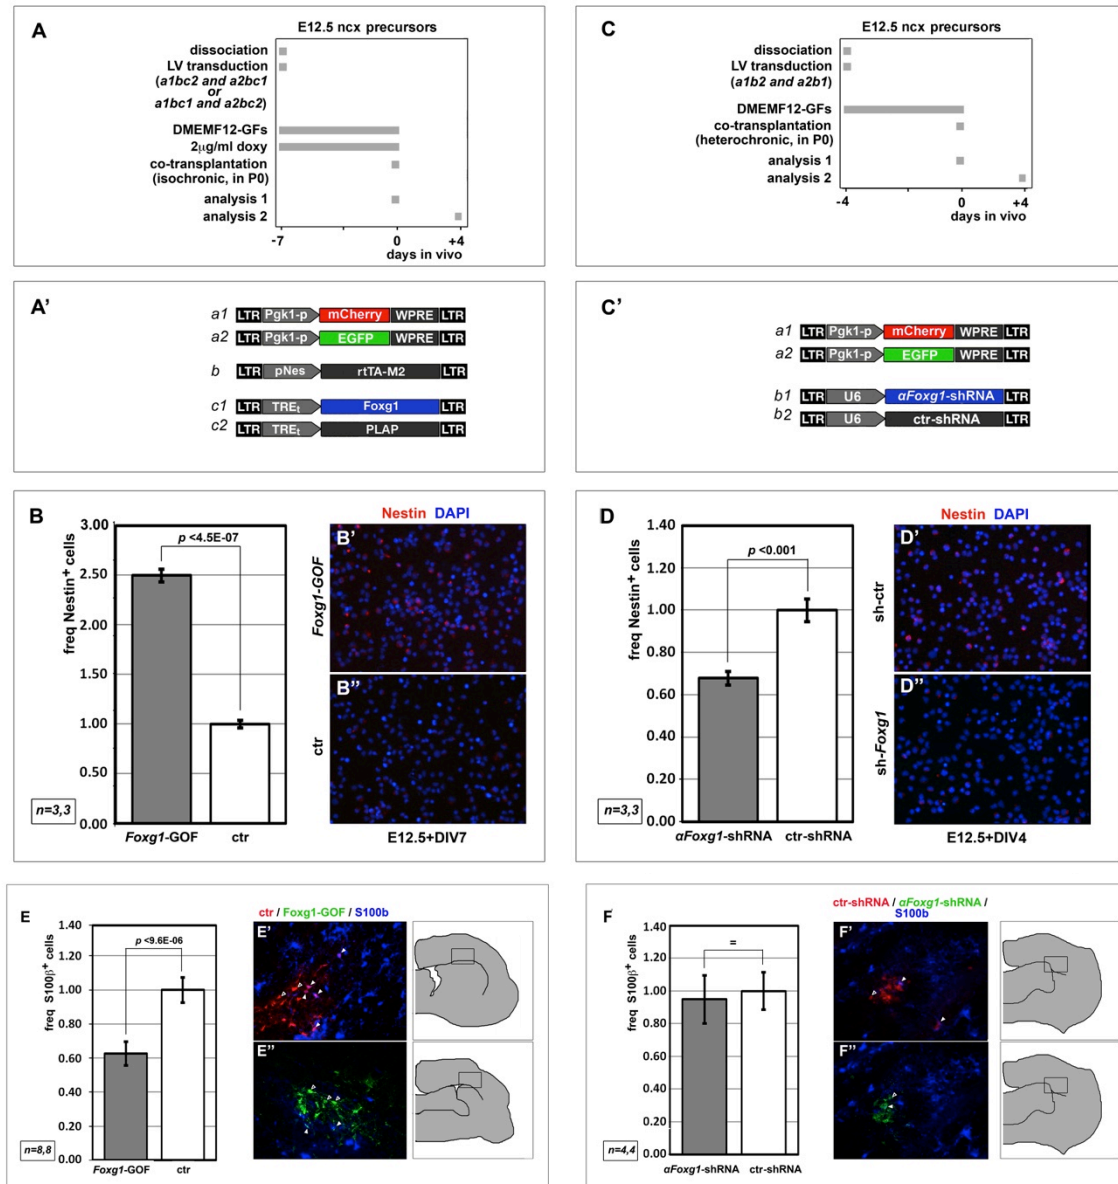 A
E12.5 ncx precursors
dissociation
LV transduction
(a1bc2 and a2bc1
or
a1bc1 and a2bc2)
DMEMF12-GFs
2μg/ml doxy
co-transplantation
(isochronic, in P0)
analysis 1
analysis 2
-7 0 +4
days in vivo
C
E12.5 ncx precursors
dissociation
LV transduction
(a1b2 and a2b1)
DMEMF12-GFs
co-transplantation
(heterochronic, in P0)
analysis 1
analysis 2
-4 0 +4
days in vivo
A'
a1 LTR Pgk1-p mCherry WPRE LTR
a2 LTR Pgk1-p EGFP WPRE LTR
b LTR pNes rtTA-M2 LTR
c1 LTR TREt Foxg1 LTR
c2 LTR TREt PLAP LTR
C'
a1 LTR Pgk1-p mCherry WPRE LTR
a2 LTR Pgk1-p EGFP WPRE LTR
b1 LTR U6 αFoxg1-shRNA LTR
b2 LTR U6 ctr-shRNA LTR
B
freq Nestin+ cells
3.00
2.50
2.00
1.50
1.00
0.50
0.00
p <4.5E-07
n=3,3
Foxg1-GOF ctr
Nestin DAPI
B'
Foxg1-GOF
B"
ctr
E12.5+DIV7
D
freq Nestin+ cells
1.40
1.20
1.00
0.80
0.60
0.40
0.20
0.00
p <0.001
n=3,3
αFoxg1-shRNA ctr-shRNA
Nestin DAPI
D'
sh-ctr
D"
sh-Foxg1
E12.5+DIV4
E
freq S100β+ cells
1.40
1.20
1.00
0.80
0.60
0.40
0.20
0.00
p <9.6E-06
n=8,8
Foxg1-GOF ctr
ctr / Foxg1-GOF / S100b
E'
E"
F
freq S100β+ cells
1.40
1.20
1.00
0.80
0.60
0.40
0.20
0.00
=
n=4,4
αFoxg1-shRNA ctr-shRNA
ctr-shRNA / αFoxg1-shRNA /
S100b
F'
F"